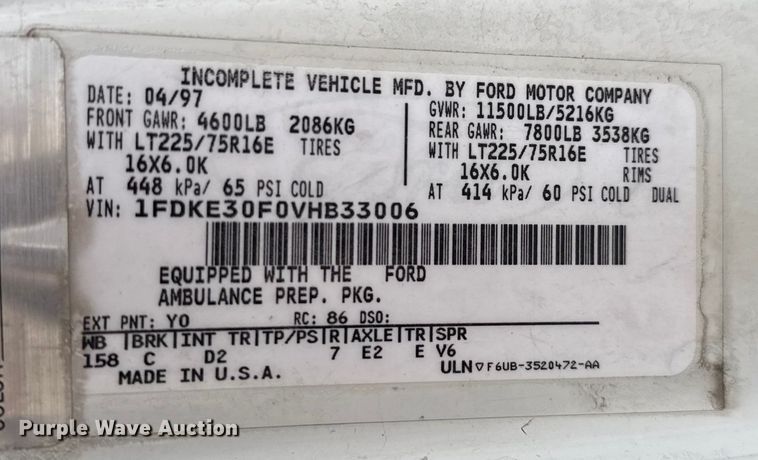 INCOMPLETE VEHICLE MFD. BY FORD MOTOR COMPANY
DATE: 04/97 GVWR: 11500LB/5216KG
FRONT GAWR: 4600LB 2086KG REAR GAWR: 7800LB 3538KG
WITH LT225/75R16E TIRES WITH LT225/75R16E TIRES
16X6.0K 16X6.0K RIMS
AT 448 kPa/ 65 PSI COLD AT 414 kPa/ 60 PSI COLD DUAL
VIN: 1FDKE30F0VHB33006
EQUIPPED WITH THE FORD
AMBULANCE PREP. PKG.
EXT PNT: YO RC: 86 DSO:
WB |BRK|INT TR|TP/PS|R|AXLE|TR|SPR
158 C D2 7 E2 E V6
MADE IN U.S.A. ULN ▽ F6UB-3520472-AA
Purple Wave Auction